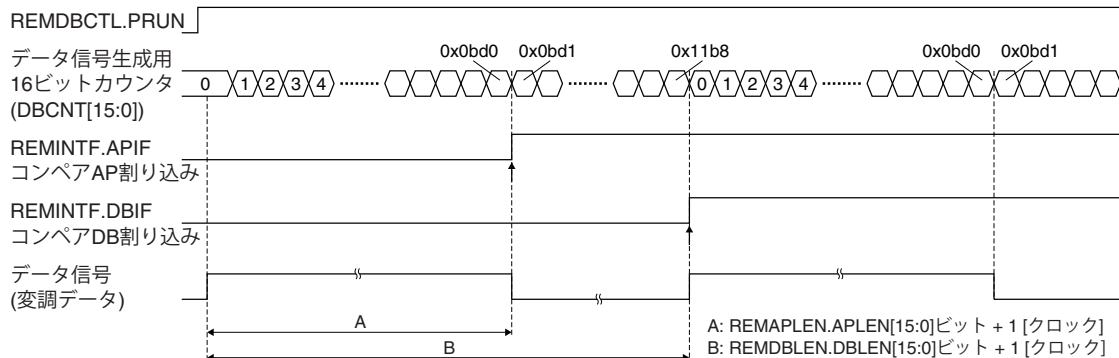 REMDBCTL.PRUN
データ信号生成用
16ビットカウンタ
(DBCNT[15:0])
0x0bd0 0x0bd1 0x11b8 0x0bd0 0x0bd1
0 1 2 3 4 0 1 2 3 4
REMINTF.APIF
コンペアAP割り込み
REMINTF.DBIF
コンペアDB割り込み
データ信号
(変調データ)
A
B
A: REMAPLEN.APLEN[15:0]ビット + 1 [クロック]
B: REMDBLEN.DBLEN[15:0]ビット + 1 [クロック]